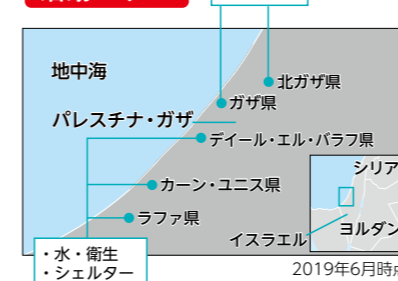 地中海
北ガザ県
ガザ県
パレスチナ・ガザ
デイール・エル・バラフ県
シリア
カーン・ユニス県
ラファ県
ヨルダン
イスラエル
・水・衛生
・シェルター
2019年6月時点